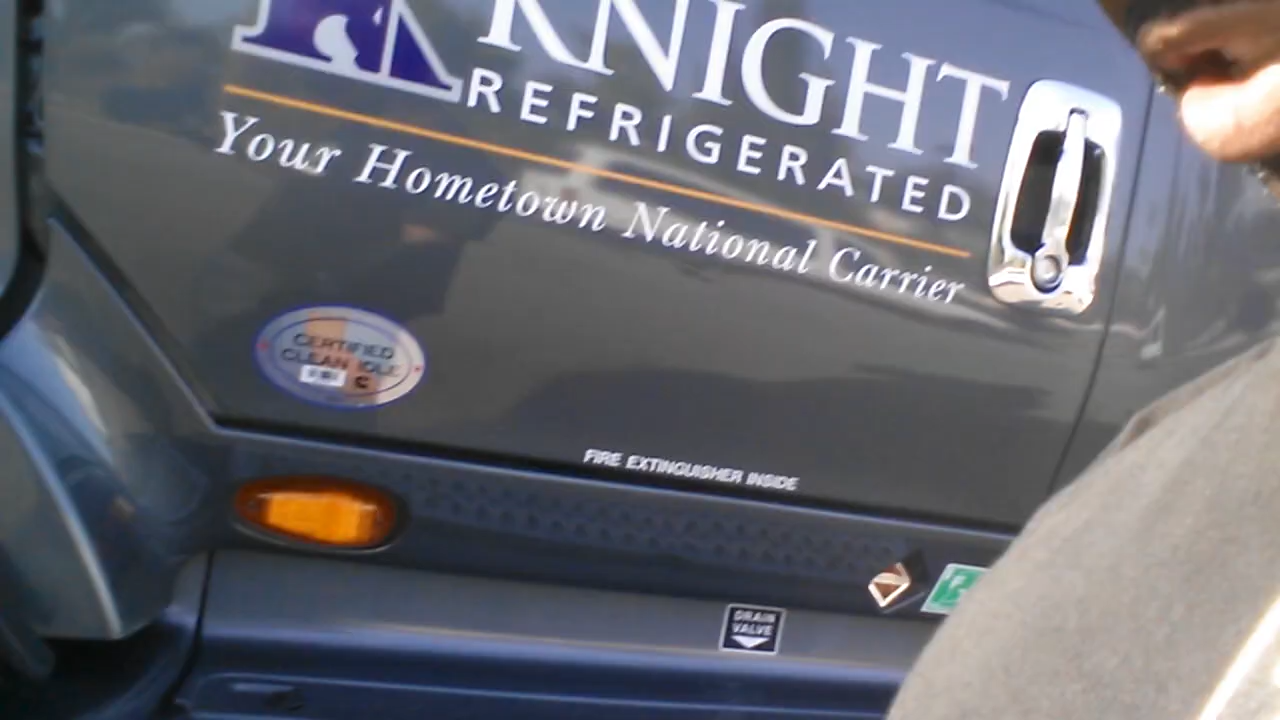 KNIGHT
REFRIGERATED
Your Hometown National Carrier
CERTIFIED
CLEAN IDLE
FIRE EXTINGUISHER INSIDE
DRAIN
VALVE